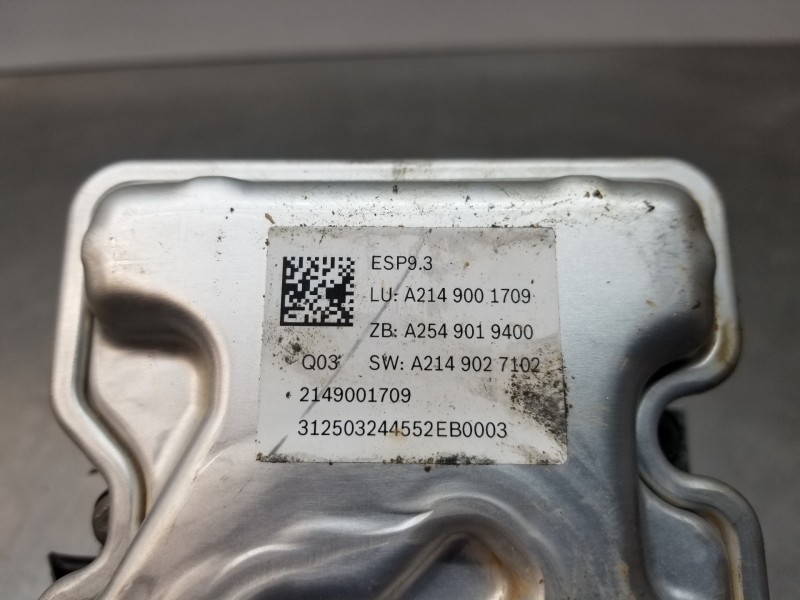 ESP9.3
LU: A214 900 1709
ZB: A254 901 9400
Q03 SW: A214 902 7102
2149001709
312503244552EB0003